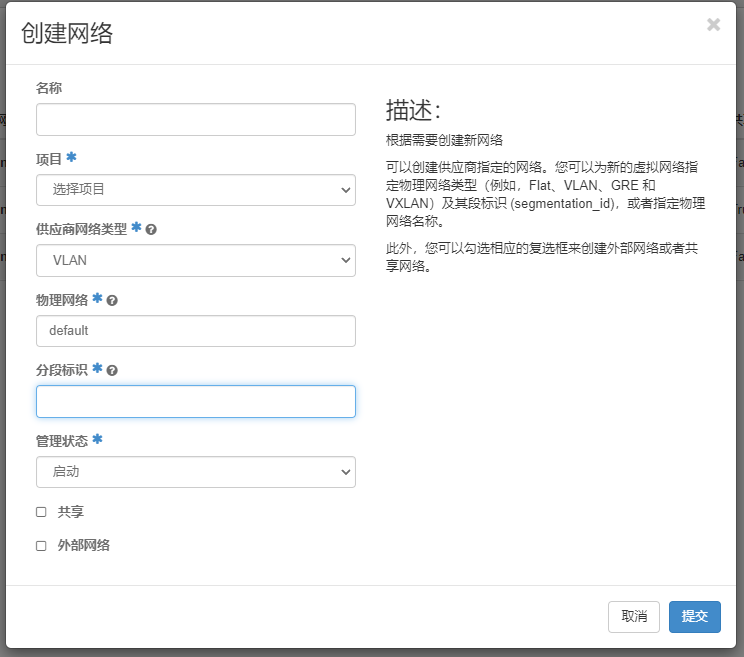 创建网络
×
名称
项目 *
选择项目
供应商网络类型 *
VLAN
物理网络 *
default
分段标识 *
管理状态 *
启动
共享
外部网络
描述：
根据需要创建新网络
可以创建供应商指定的网络。您可以为新的虚拟网络指
定物理网络类型（例如，Flat、VLAN、GRE 和
VXLAN）及其段标识 (segmentation_id)，或者指定物理
网络名称。
此外，您可以勾选相应的复选框来创建外部网络或者共
享网络。
取消
提交